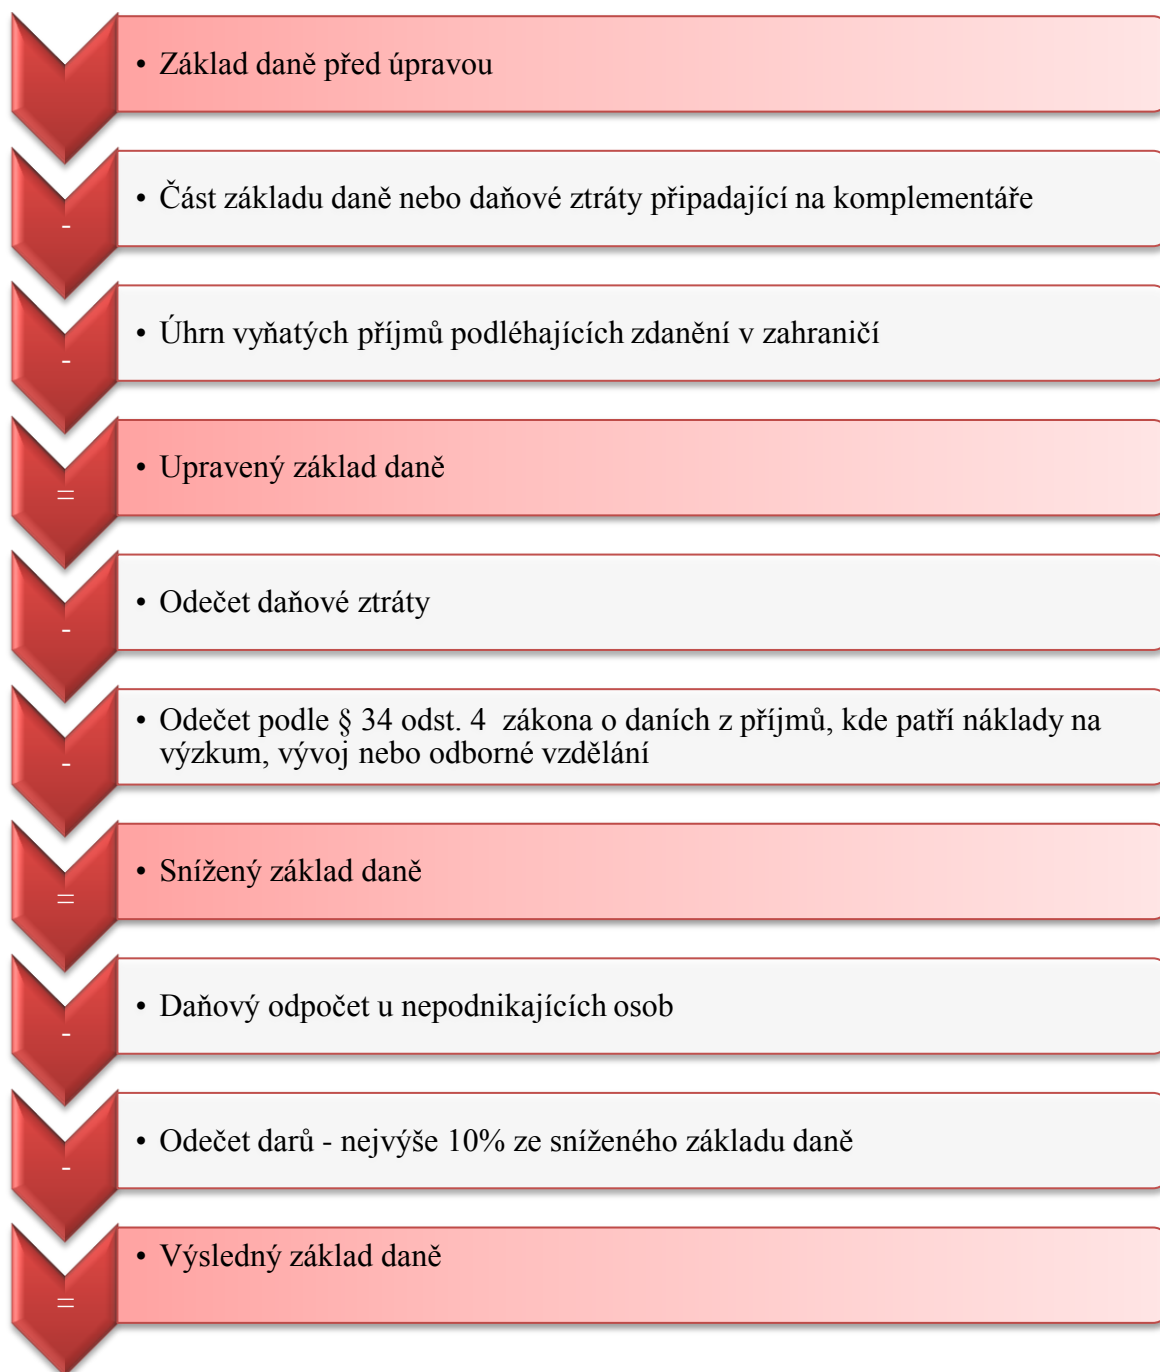 • Základ daně před úpravou
-
• Část základu daně nebo daňové ztráty připadající na komplementáře
-
• Úhrn vyňatých příjmů podléhajících zdanění v zahraničí
=
• Upravený základ daně
-
• Odečet daňové ztráty
-
• Odečet podle § 34 odst. 4 zákona o daních z příjmů, kde patří náklady na
výzkum, vývoj nebo odborné vzdělání
=
• Snížený základ daně
-
• Daňový odpočet u nepodnikajících osob
-
• Odečet darů - nejvýše 10% ze sníženého základu daně
=
• Výsledný základ daně